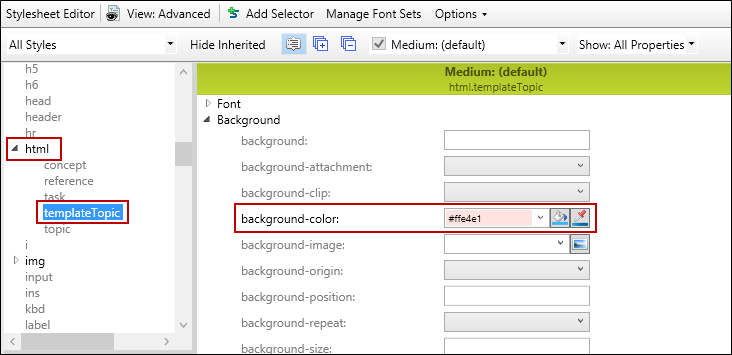 Stylesheet Editor View: Advanced Add Selector Manage Font Sets Options
All Styles Hide Inherited Medium: (default) Show: All Properties
h5
h6
head
header
hr
html
concept
reference
task
templateTopic
topic
i
img
input
ins
kbd
label
Medium: (default)
html.templateTopic
Font
Background
background:
background-attachment:
background-clip:
background-color: #ffe4e1
background-image:
background-origin:
background-position:
background-repeat:
background-size: